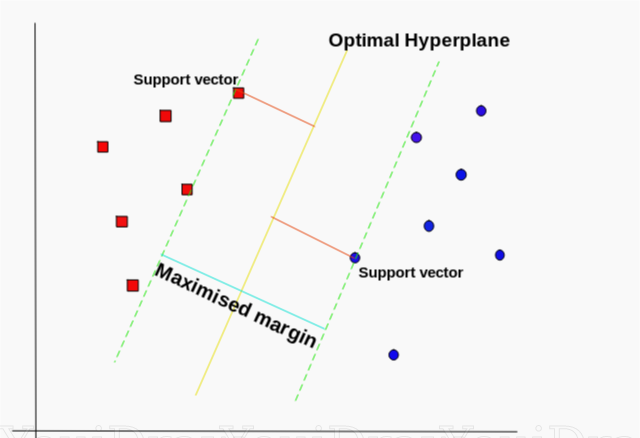 Optimal Hyperplane
Support vector
Support vector
Maximised margin